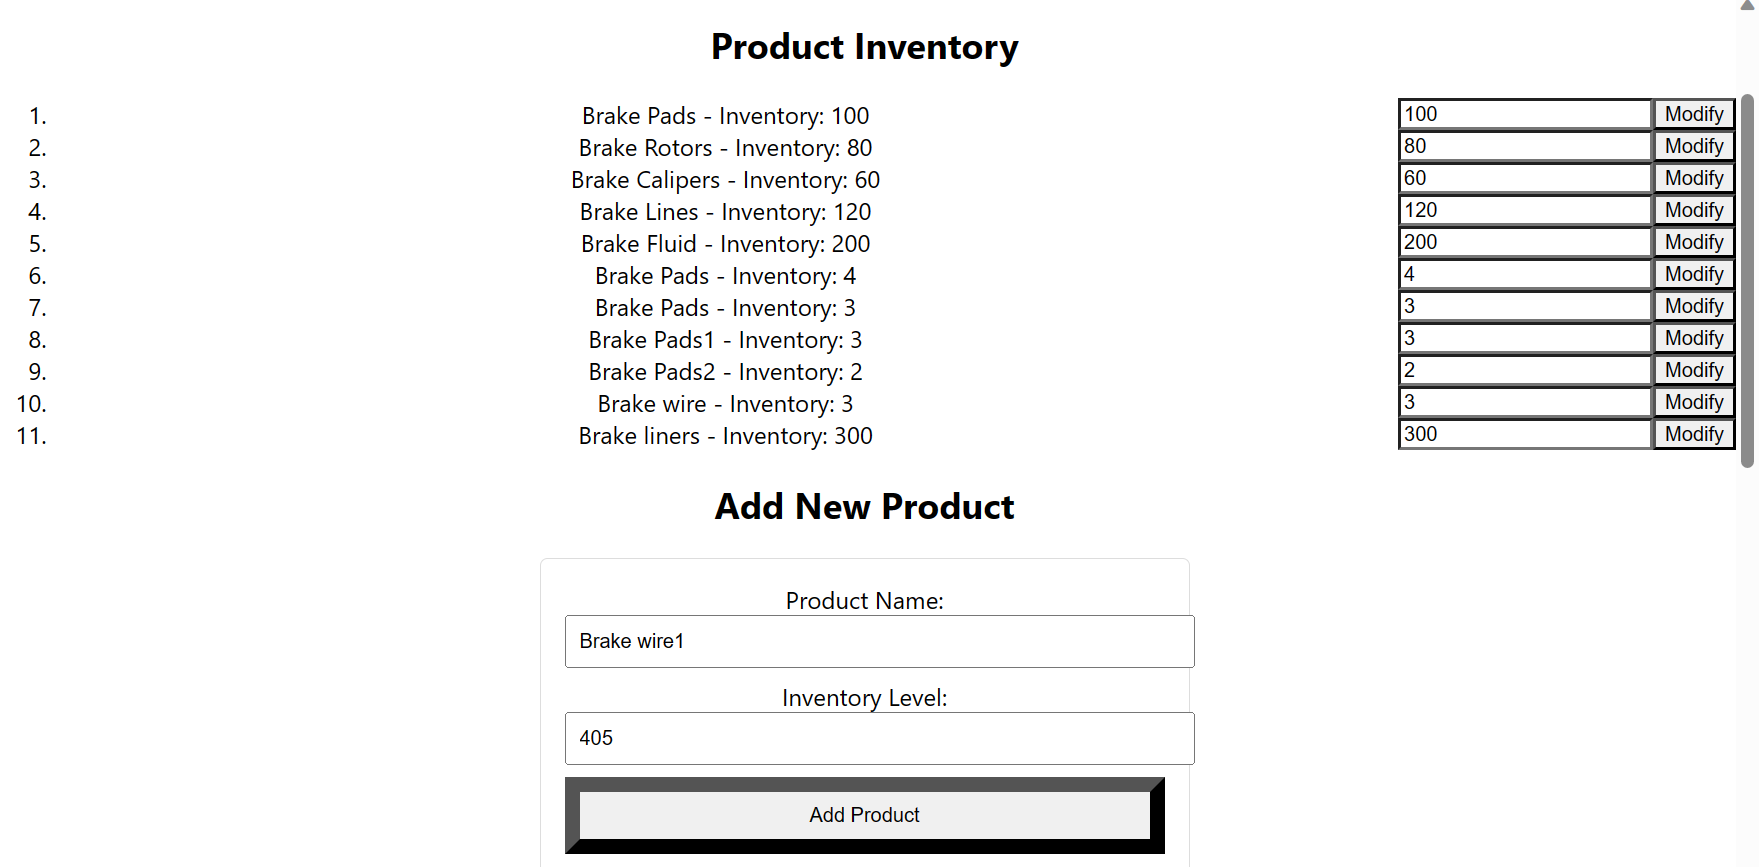 Product Inventory
1. Brake Pads - Inventory: 100 100 Modify
2. Brake Rotors - Inventory: 80 80 Modify
3. Brake Calipers - Inventory: 60 60 Modify
4. Brake Lines - Inventory: 120 120 Modify
5. Brake Fluid - Inventory: 200 200 Modify
6. Brake Pads - Inventory: 4 4 Modify
7. Brake Pads - Inventory: 3 3 Modify
8. Brake Pads1 - Inventory: 3 3 Modify
9. Brake Pads2 - Inventory: 2 2 Modify
10. Brake wire - Inventory: 3 3 Modify
11. Brake liners - Inventory: 300 300 Modify
Add New Product
Product Name:
Brake wire1
Inventory Level:
405
Add Product